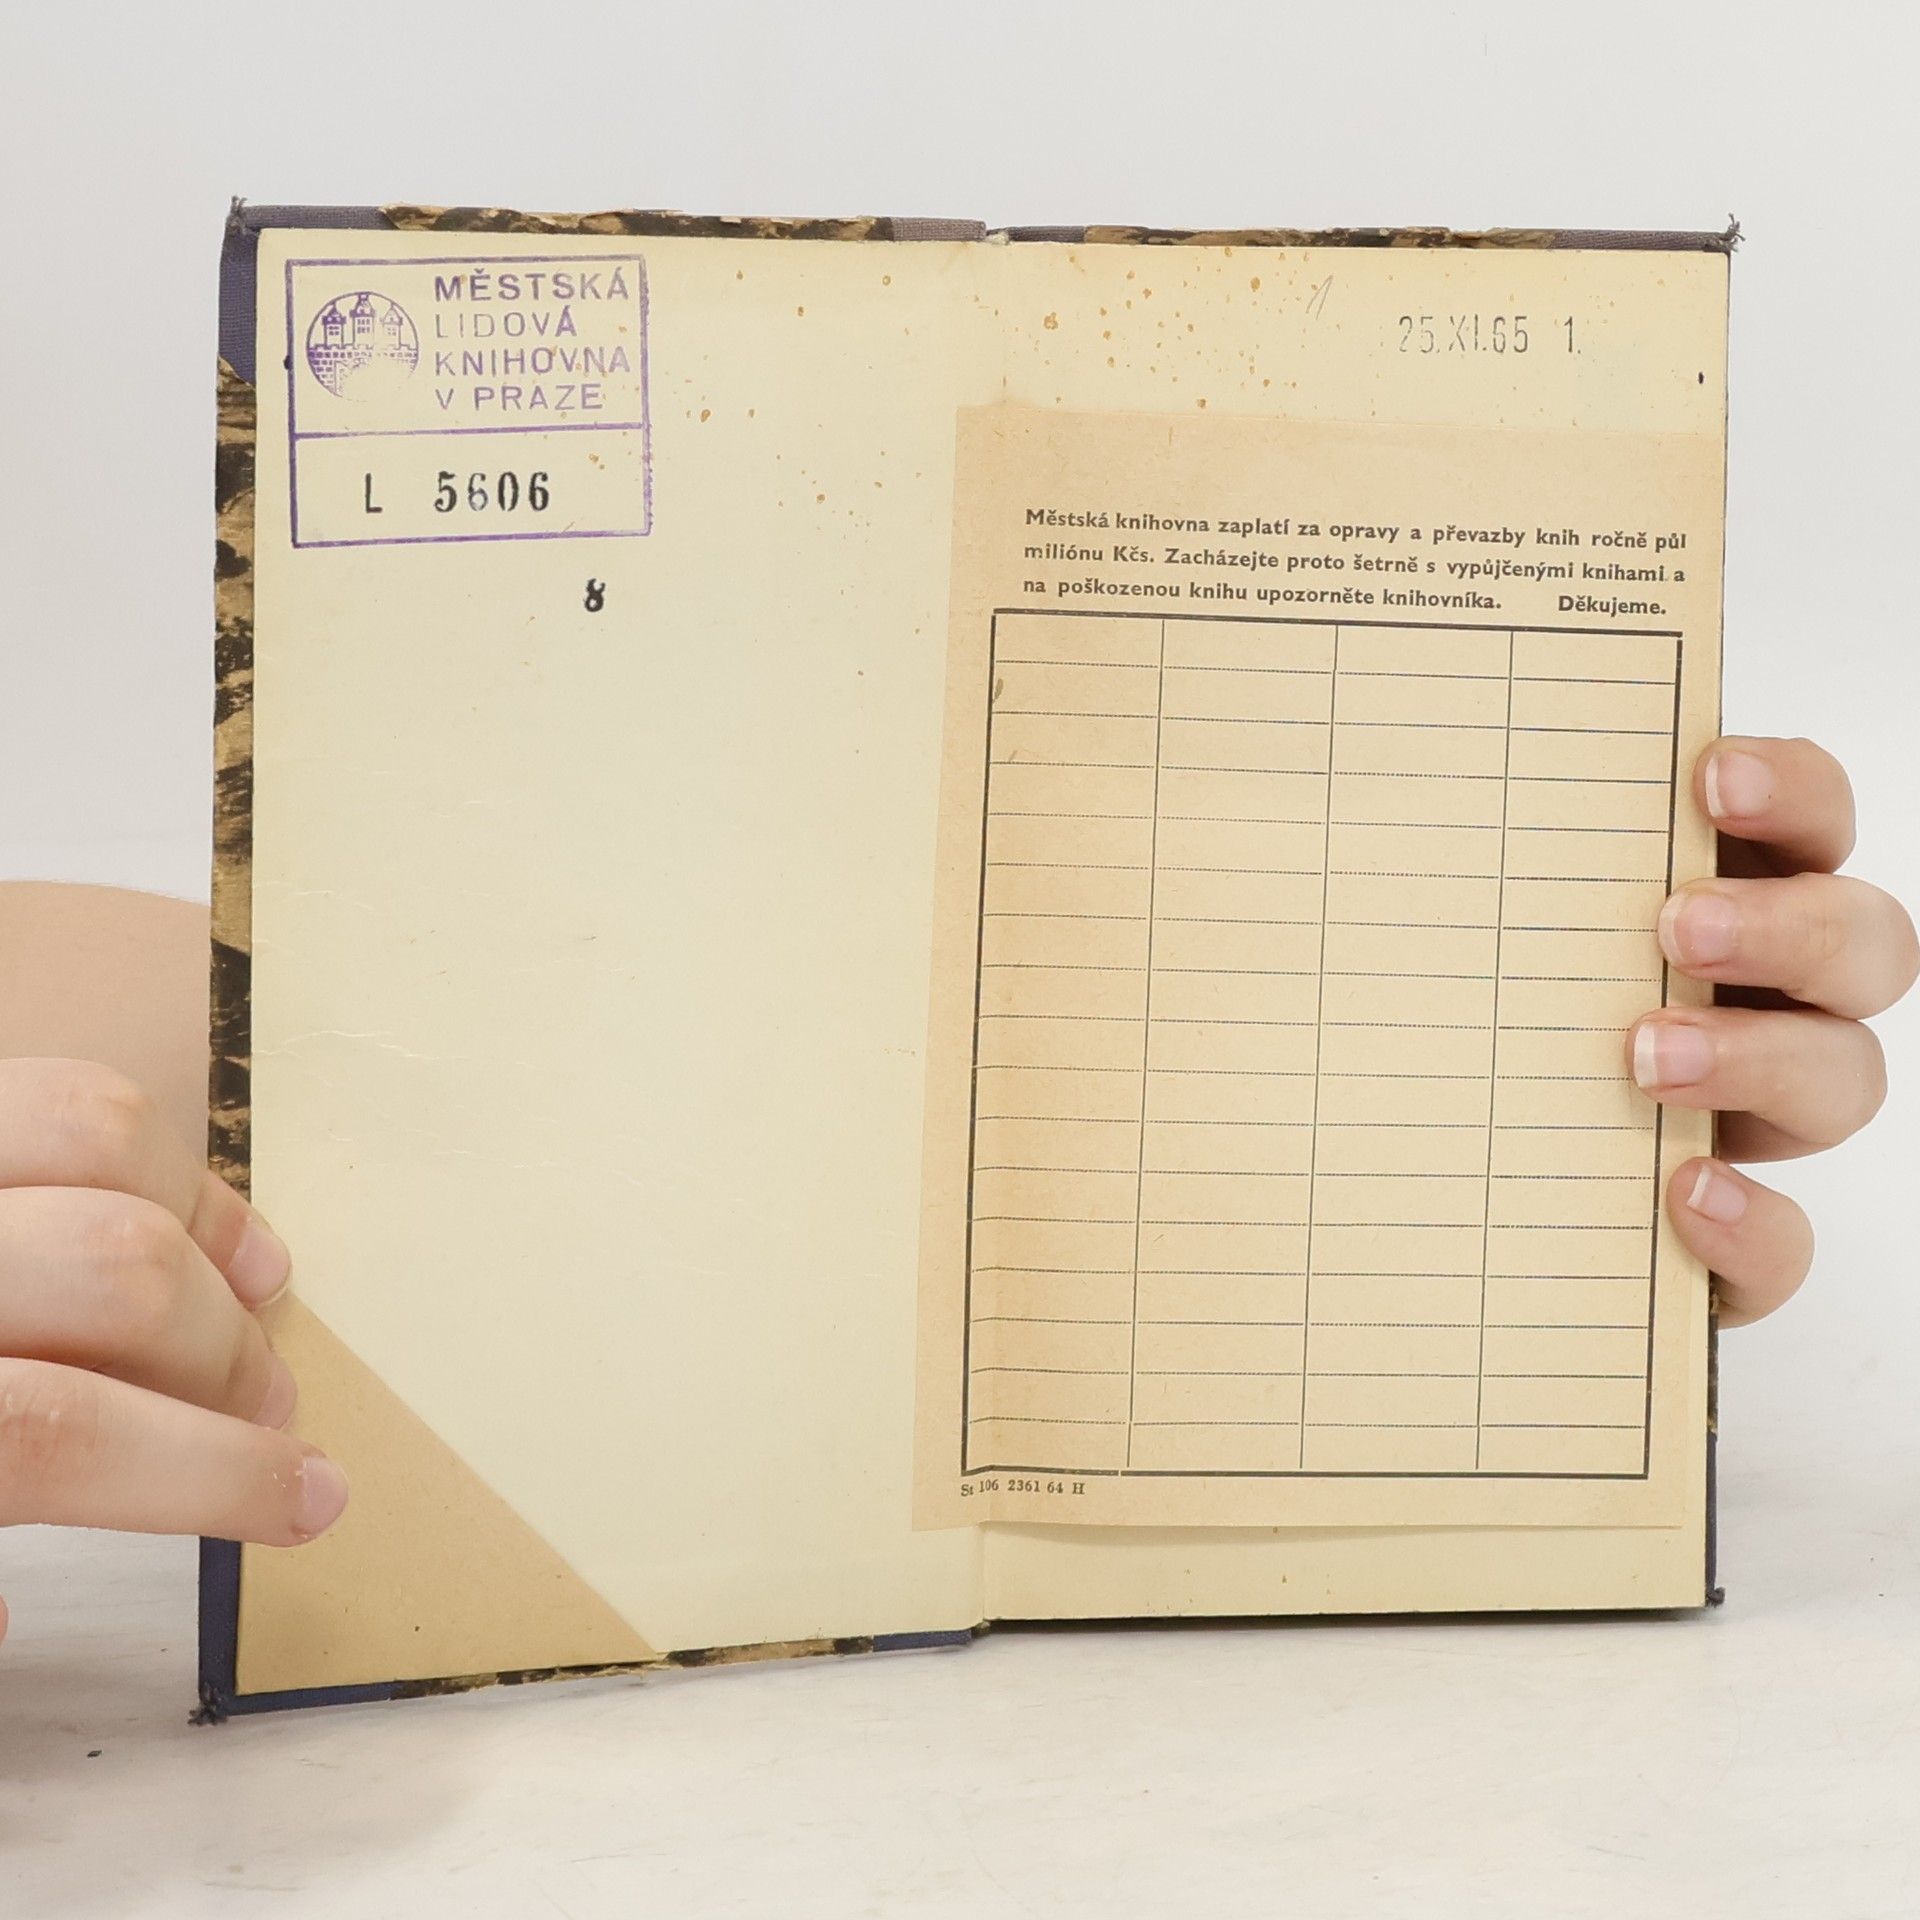 MĚSTSKÁ
LIDOVÁ
KNIHOVNA
V PRAZE
L 5606
8
1
25.XI.65 1.
Městská knihovna zaplatí za opravy a převazby knih ročně půl
miliónu Kčs. Zacházejte proto šetrně s vypůjčenými knihami a
na poškozenou knihu upozorněte knihovníka. Děkujeme.
St 106 2361 64 H